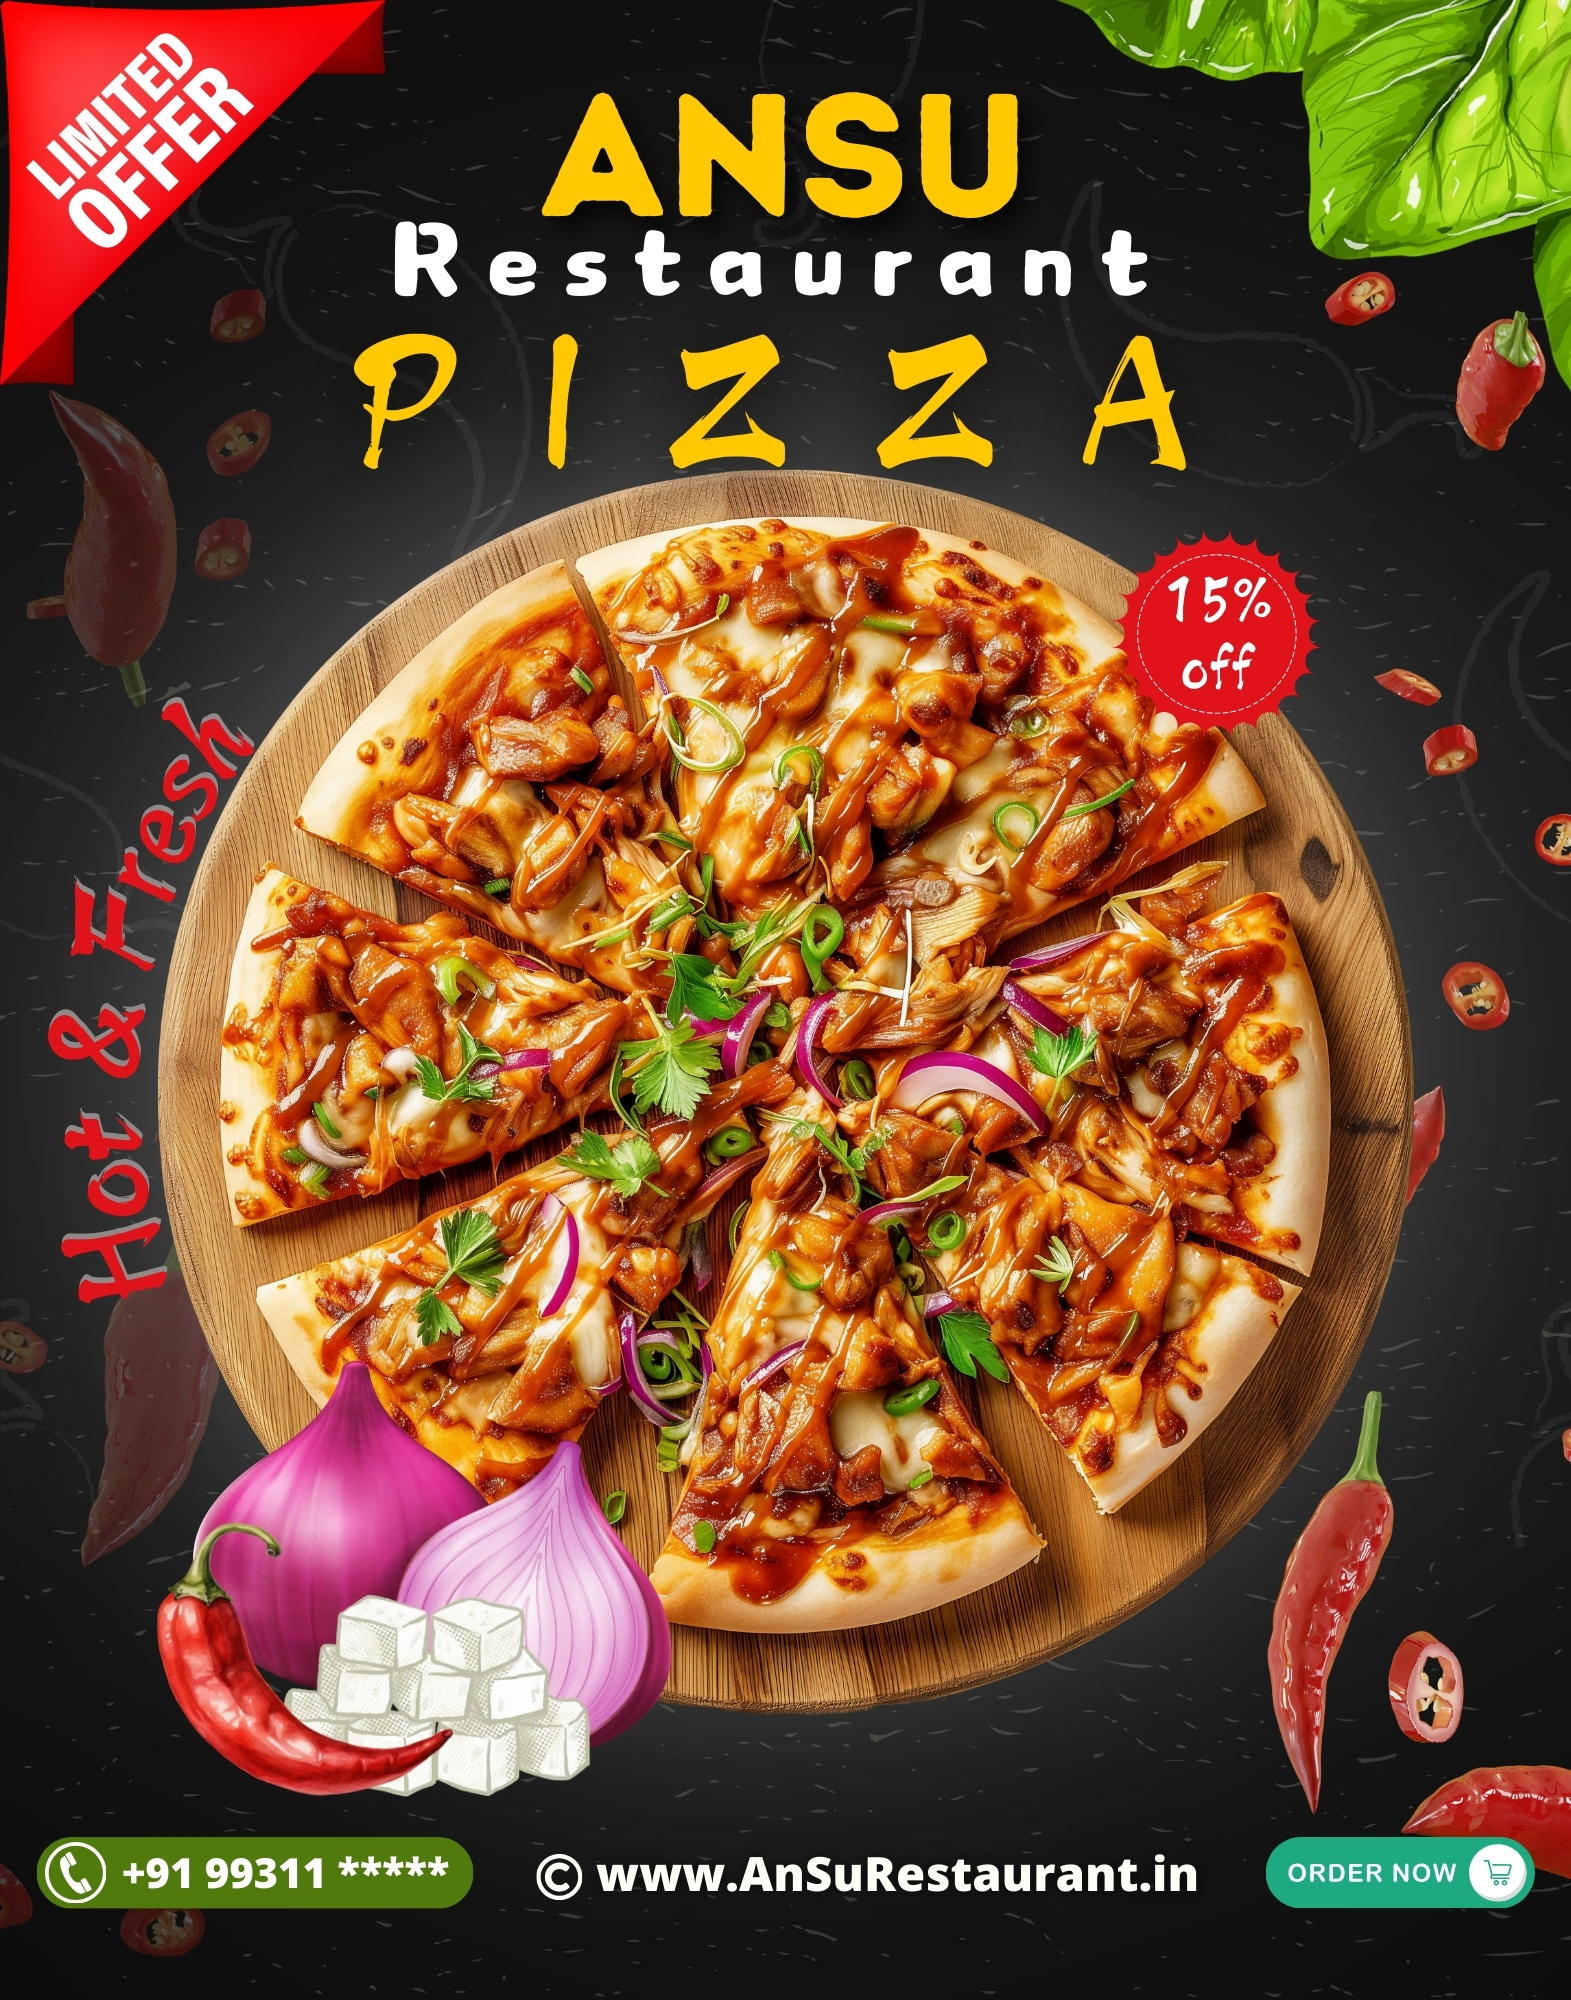 LIMITED
OFFER
ANSU
Restaurant
PIZZA
15%
off
Hot & Fresh
+91 99311 *****
© www.AnSuRestaurant.in
ORDER NOW